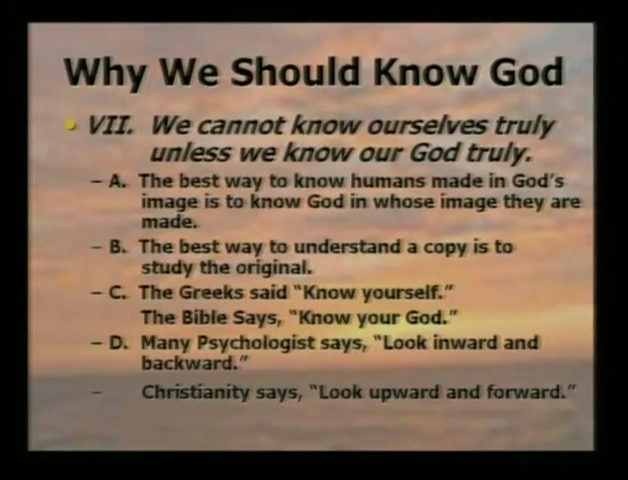 Why We Should Know God
• VII. We cannot know ourselves truly
unless we know our God truly.
– A. The best way to know humans made in God's
image is to know God in whose image they are
made.
– B. The best way to understand a copy is to
study the original.
– C. The Greeks said “Know yourself.”
The Bible Says, “Know your God.”
– D. Many Psychologist says, “Look inward and
backward.”
– Christianity says, “Look upward and forward.”